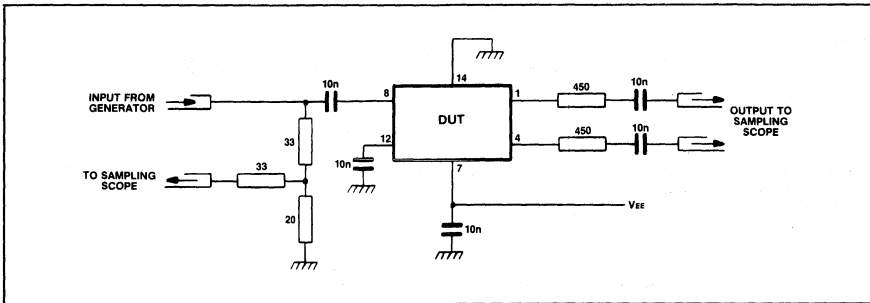 INPUT FROM
GENERATOR
10n
8
14
DUT
1
450
10n
OUTPUT TO
SAMPLING
SCOPE
33
12
10n
4
450
10n
7
TO SAMPLING
SCOPE
33
20
VEE
10n